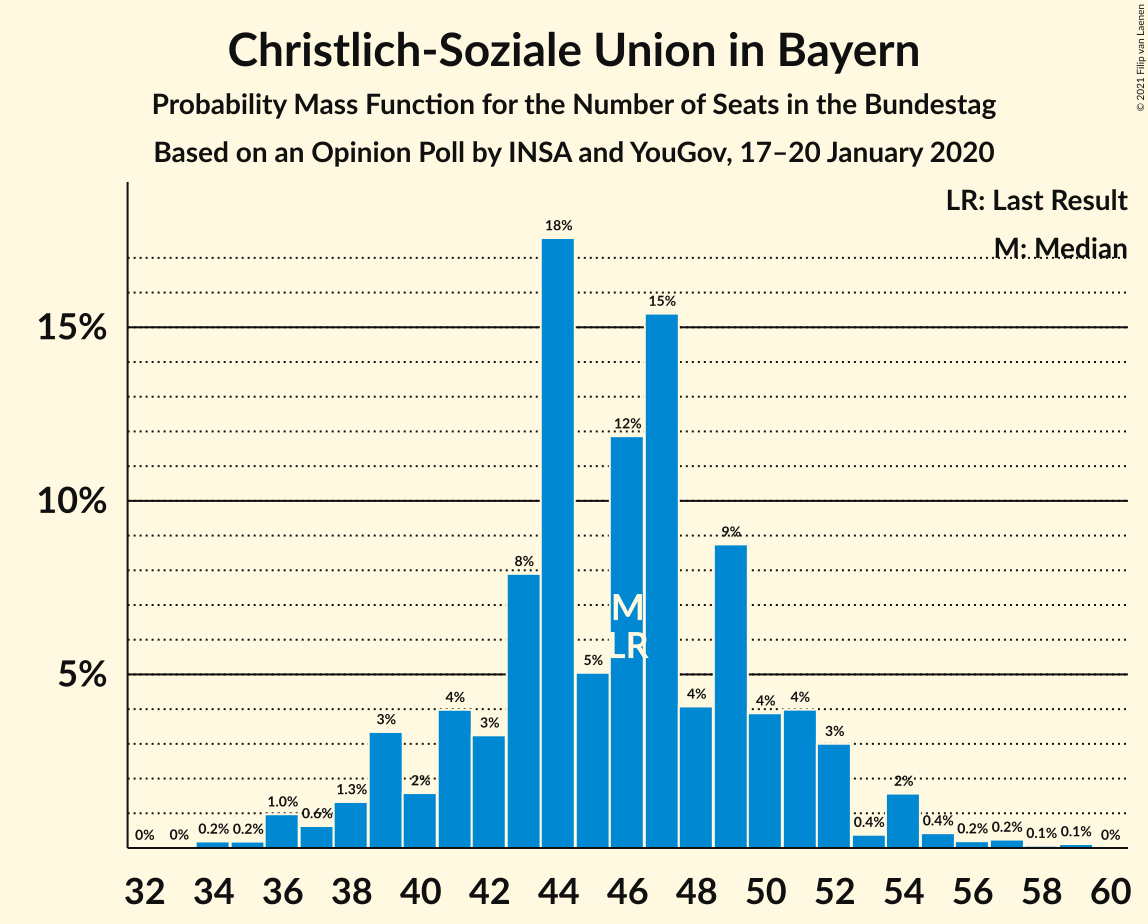 Christlich-Soziale Union in Bayern
Probability Mass Function for the Number of Seats in the Bundestag
Based on an Opinion Poll by INSA and YouGov, 17–20 January 2020
© 2021 Filip van Laenen
LR: Last Result
M: Median
15%
10%
5%
0% 0% 0.2% 0.2% 1.0% 0.6% 1.3% 3% 2% 4% 3% 8% 18% 5% 12% 15% 4% 9% 4% 4% 3% 0.4% 2% 0.4% 0.2% 0.2% 0.1% 0.1% 0%
M
LR
32 34 36 38 40 42 44 46 48 50 52 54 56 58 60